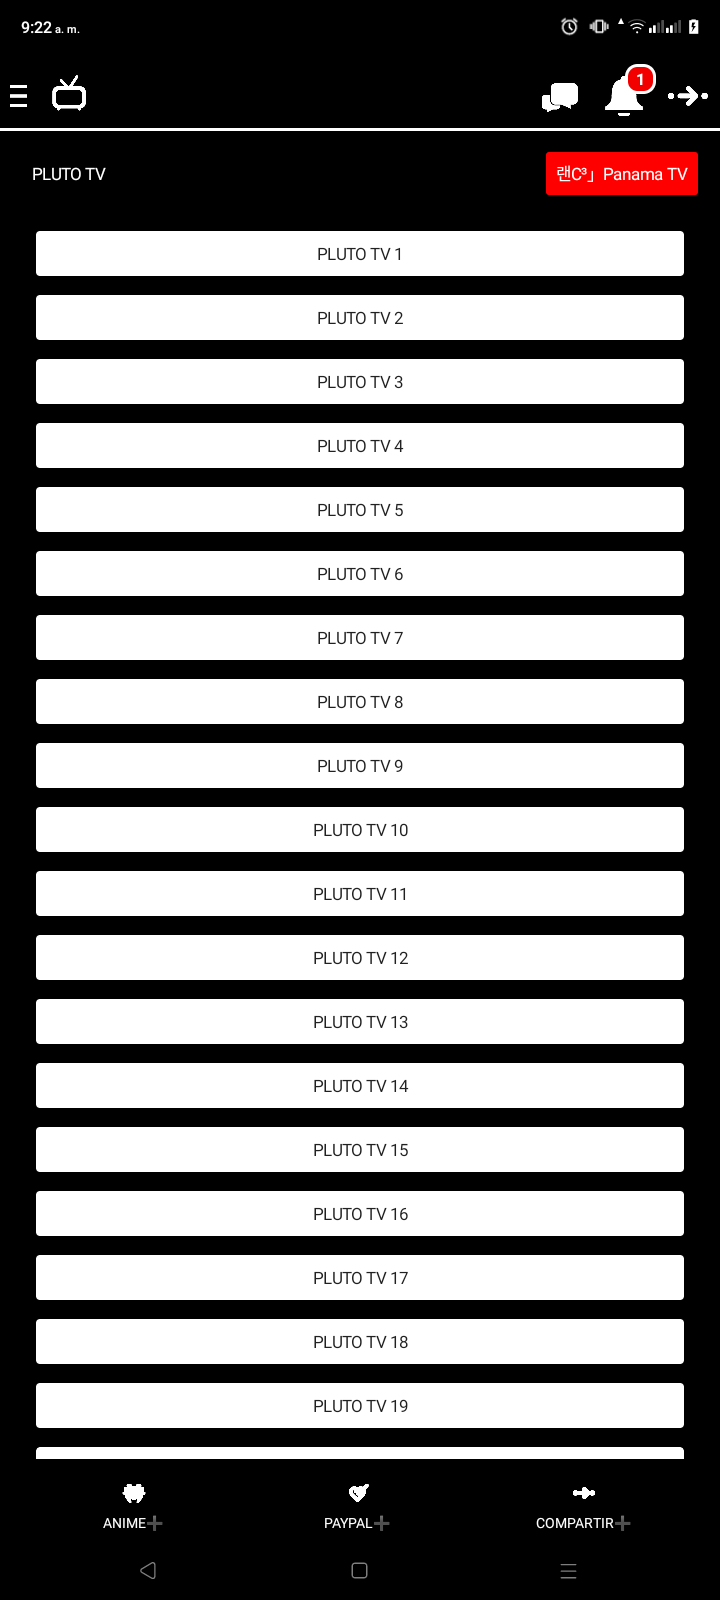 9:22 a. m.
1
PLUTO TV
랜C³」Panama TV
PLUTO TV 1
PLUTO TV 2
PLUTO TV 3
PLUTO TV 4
PLUTO TV 5
PLUTO TV 6
PLUTO TV 7
PLUTO TV 8
PLUTO TV 9
PLUTO TV 10
PLUTO TV 11
PLUTO TV 12
PLUTO TV 13
PLUTO TV 14
PLUTO TV 15
PLUTO TV 16
PLUTO TV 17
PLUTO TV 18
PLUTO TV 19
ANIME➕
PAYPAL➕
COMPARTIR➕